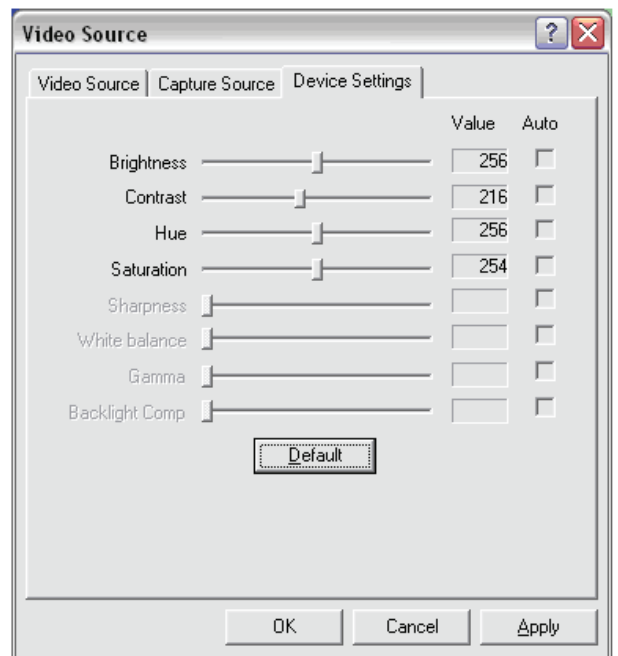 Video Source
Video Source Capture Source Device Settings
Value Auto
Brightness 256
Contrast 216
Hue 256
Saturation 254
Sharpness
White balance
Gamma
Backlight Comp
Default
OK Cancel Apply